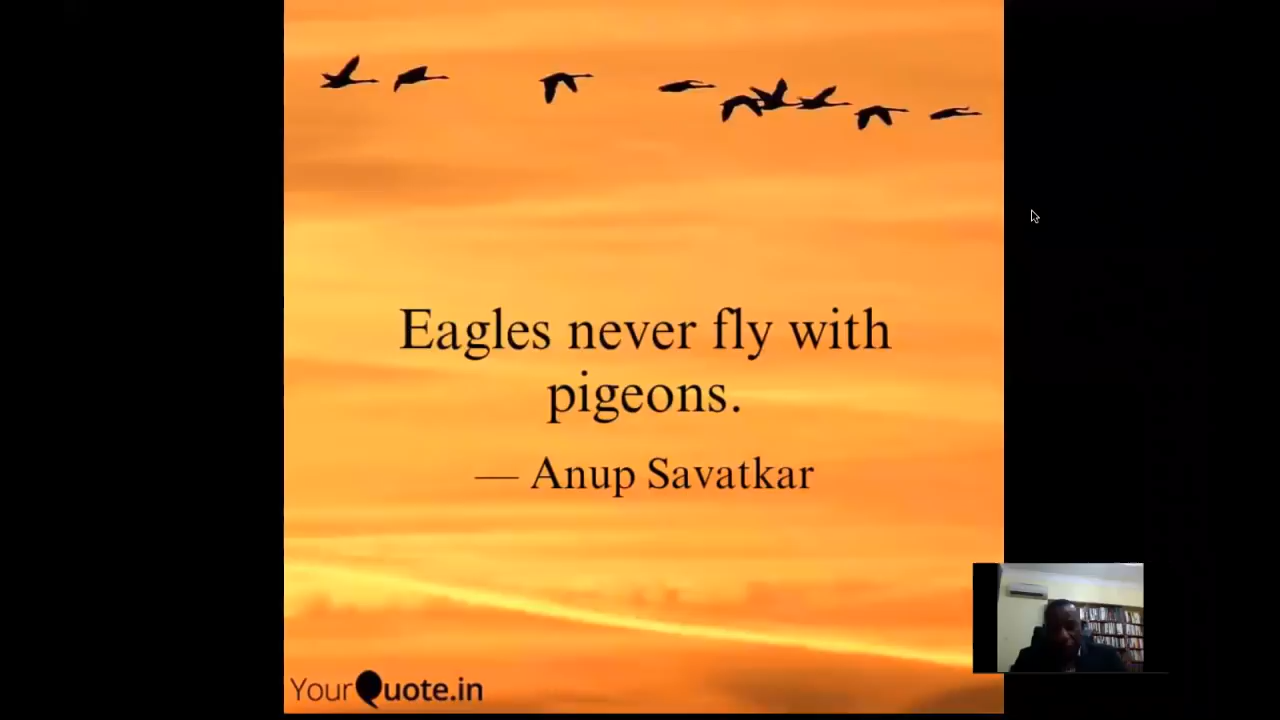 Eagles never fly with
pigeons.
— Anup Savatkar
YourQuote.in